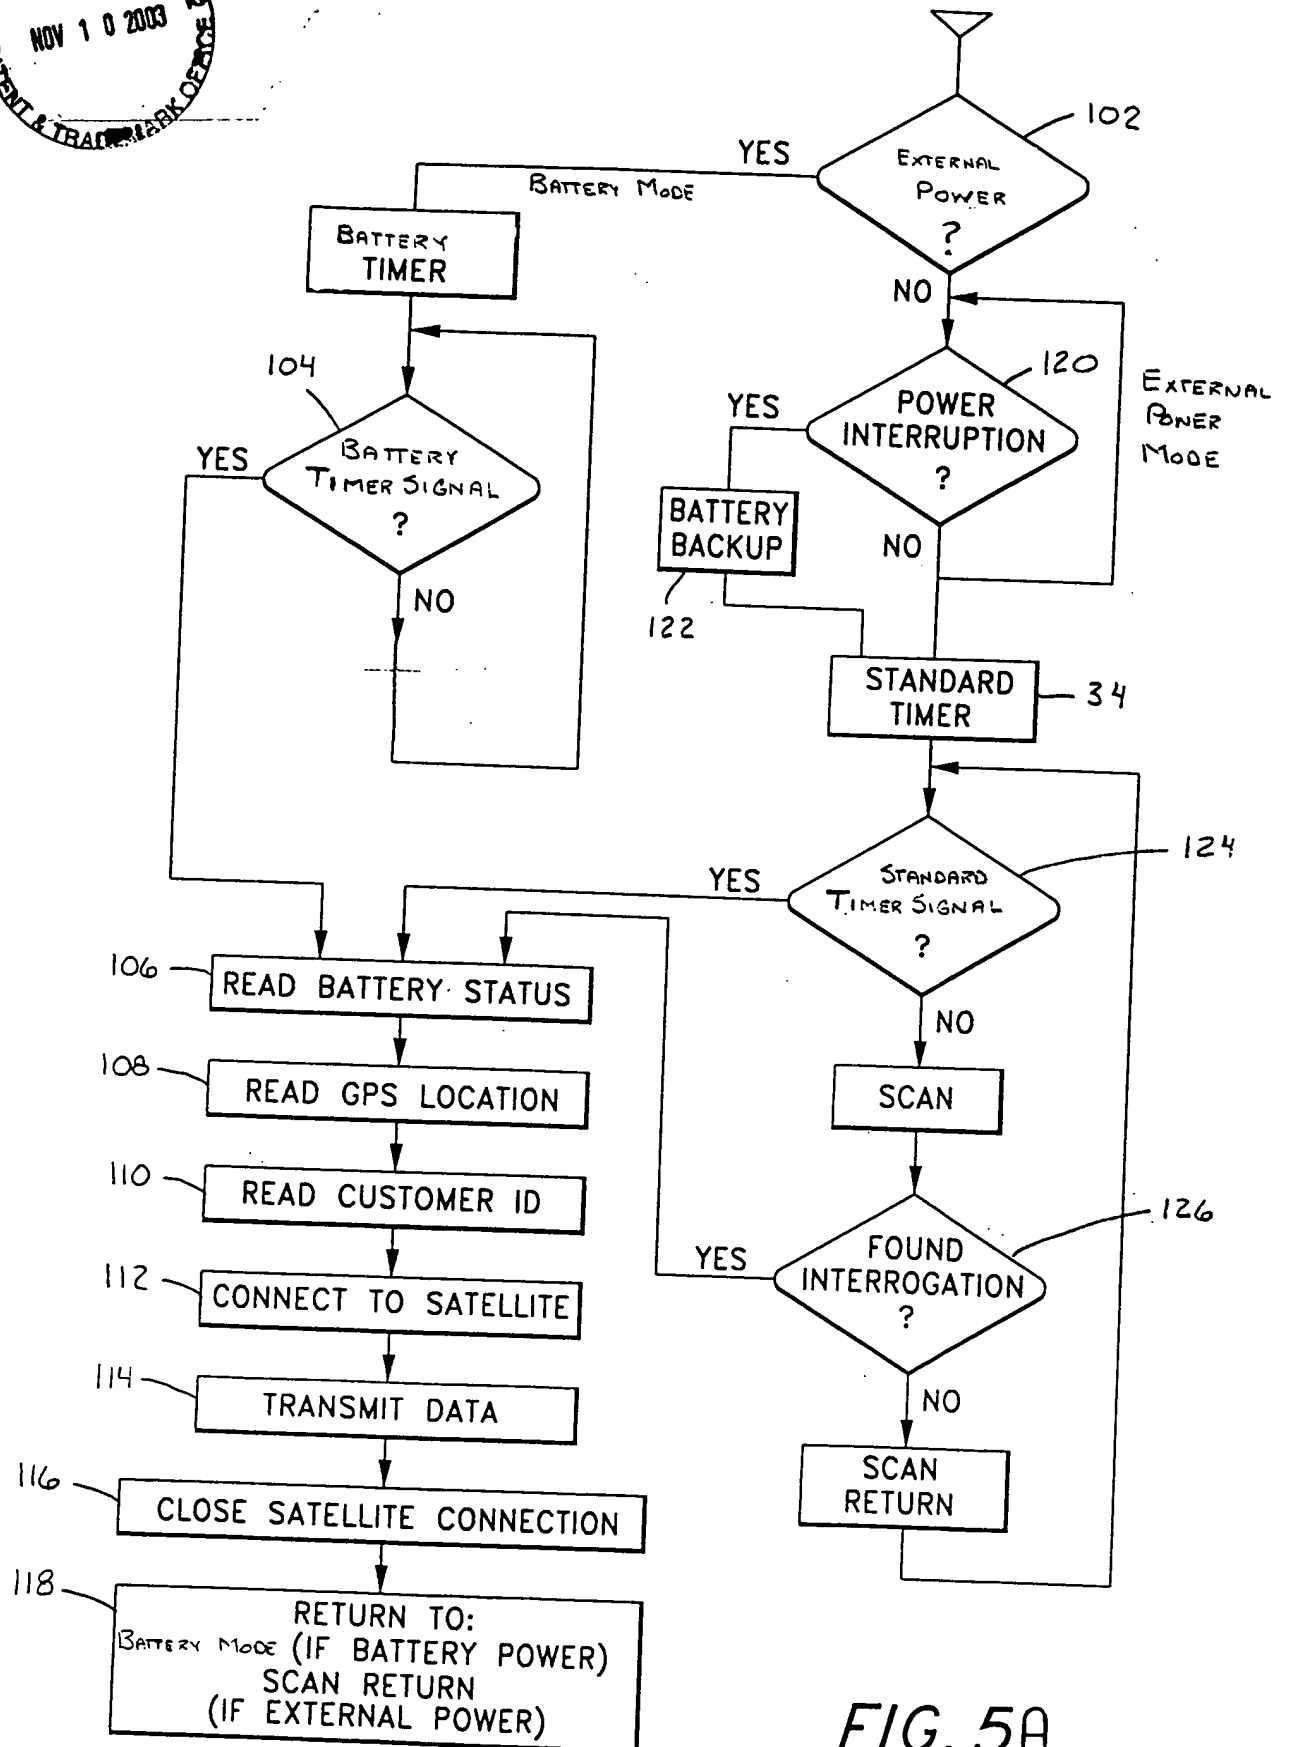 NOV 1 0 2003
PATENT & TRADEMARK OFFICE
102
EXTERNAL
POWER
?
YES
BATTERY MODE
BATTERY
TIMER
NO
104
BATTERY
TIMER SIGNAL
?
YES
NO
120
POWER
INTERRUPTION
?
YES
EXTERNAL
POWER
MODE
BATTERY
BACKUP
122
NO
STANDARD
TIMER
34
124
STANDARD
TIMER SIGNAL
?
YES
NO
SCAN
126
FOUND
INTERROGATION
?
YES
NO
SCAN
RETURN
106
READ BATTERY STATUS
108
READ GPS LOCATION
110
READ CUSTOMER ID
112
CONNECT TO SATELLITE
114
TRANSMIT DATA
116
CLOSE SATELLITE CONNECTION
118
RETURN TO:
BATTERY MODE (IF BATTERY POWER)
SCAN RETURN
(IF EXTERNAL POWER)
FIG. 5A